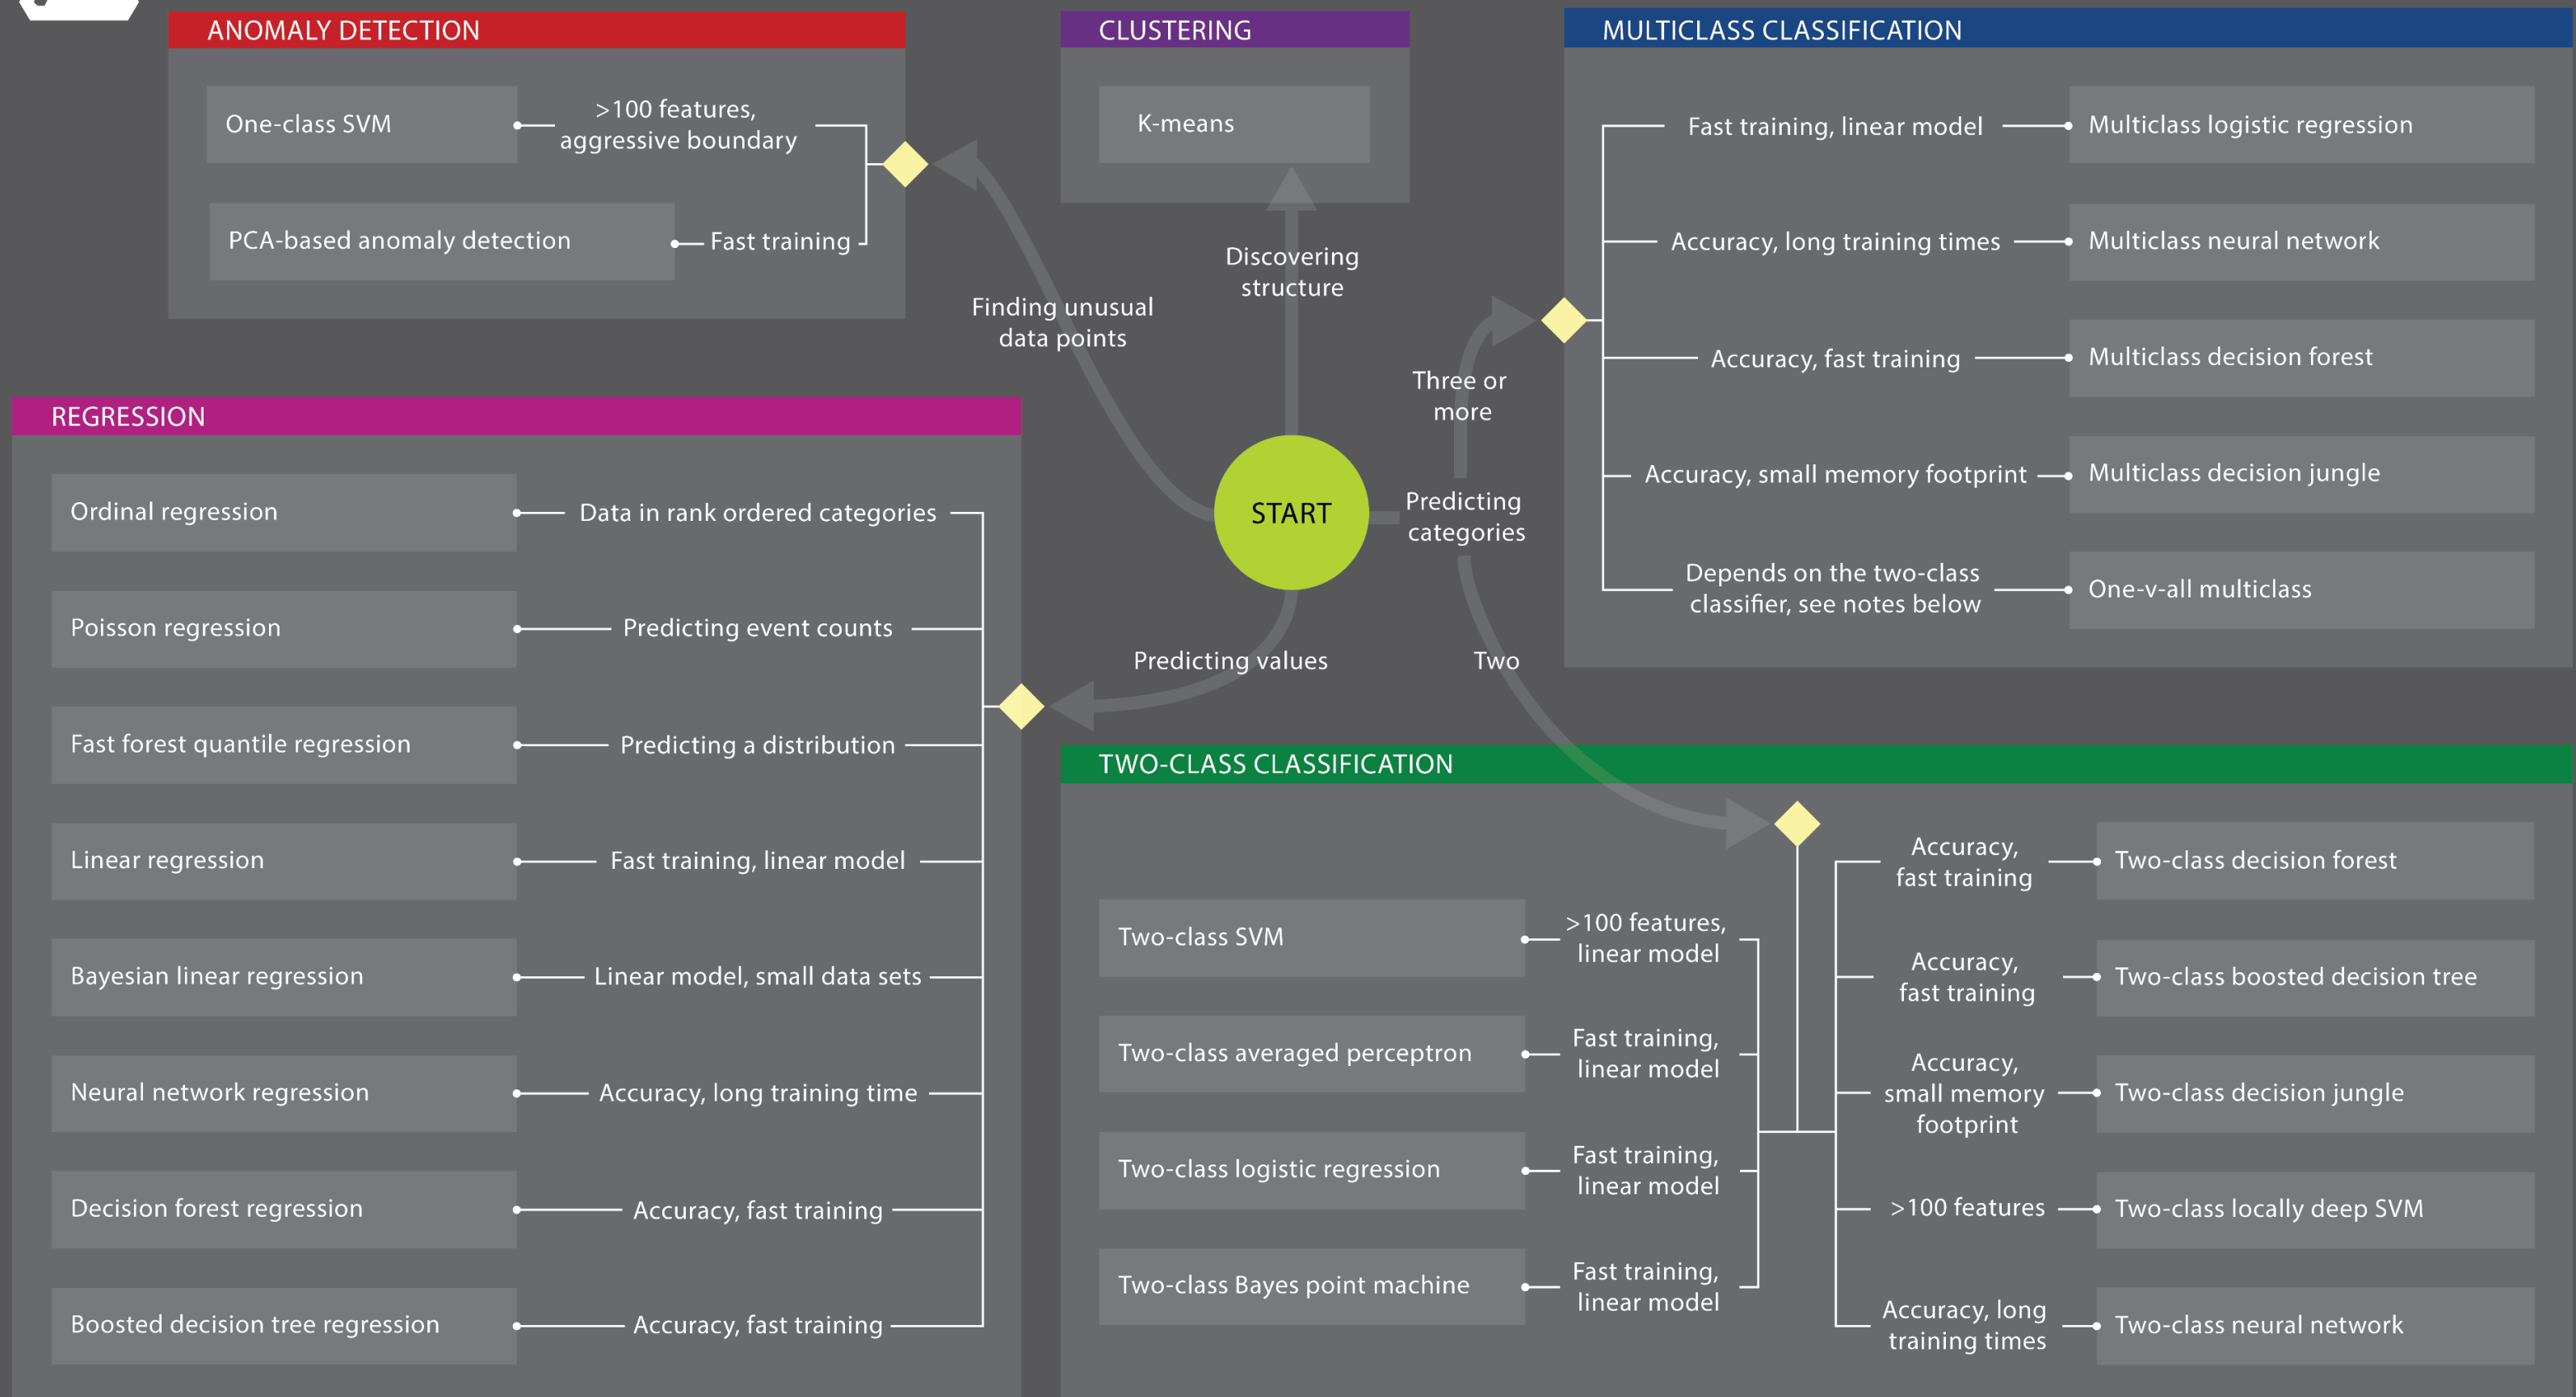 ANOMALY DETECTION
One-class SVM
>100 features,
aggressive boundary
PCA-based anomaly detection
Fast training
CLUSTERING
K-means
MULTICLASS CLASSIFICATION
Fast training, linear model
Multiclass logistic regression
Accuracy, long training times
Multiclass neural network
Accuracy, fast training
Multiclass decision forest
Accuracy, small memory footprint
Multiclass decision jungle
Depends on the two-class
classifier, see notes below
One-v-all multiclass
Finding unusual
data points
Discovering
structure
Three or
more
START
Predicting
categories
Predicting values
Two
REGRESSION
Ordinal regression
Data in rank ordered categories
Poisson regression
Predicting event counts
Fast forest quantile regression
Predicting a distribution
Linear regression
Fast training, linear model
Bayesian linear regression
Linear model, small data sets
Neural network regression
Accuracy, long training time
Decision forest regression
Accuracy, fast training
Boosted decision tree regression
Accuracy, fast training
TWO-CLASS CLASSIFICATION
Two-class SVM
>100 features,
linear model
Two-class averaged perceptron
Fast training,
linear model
Two-class logistic regression
Fast training,
linear model
Two-class Bayes point machine
Fast training,
linear model
Accuracy,
fast training
Two-class decision forest
Accuracy,
fast training
Two-class boosted decision tree
Accuracy,
small memory
footprint
Two-class decision jungle
>100 features
Two-class locally deep SVM
Accuracy, long
training times
Two-class neural network